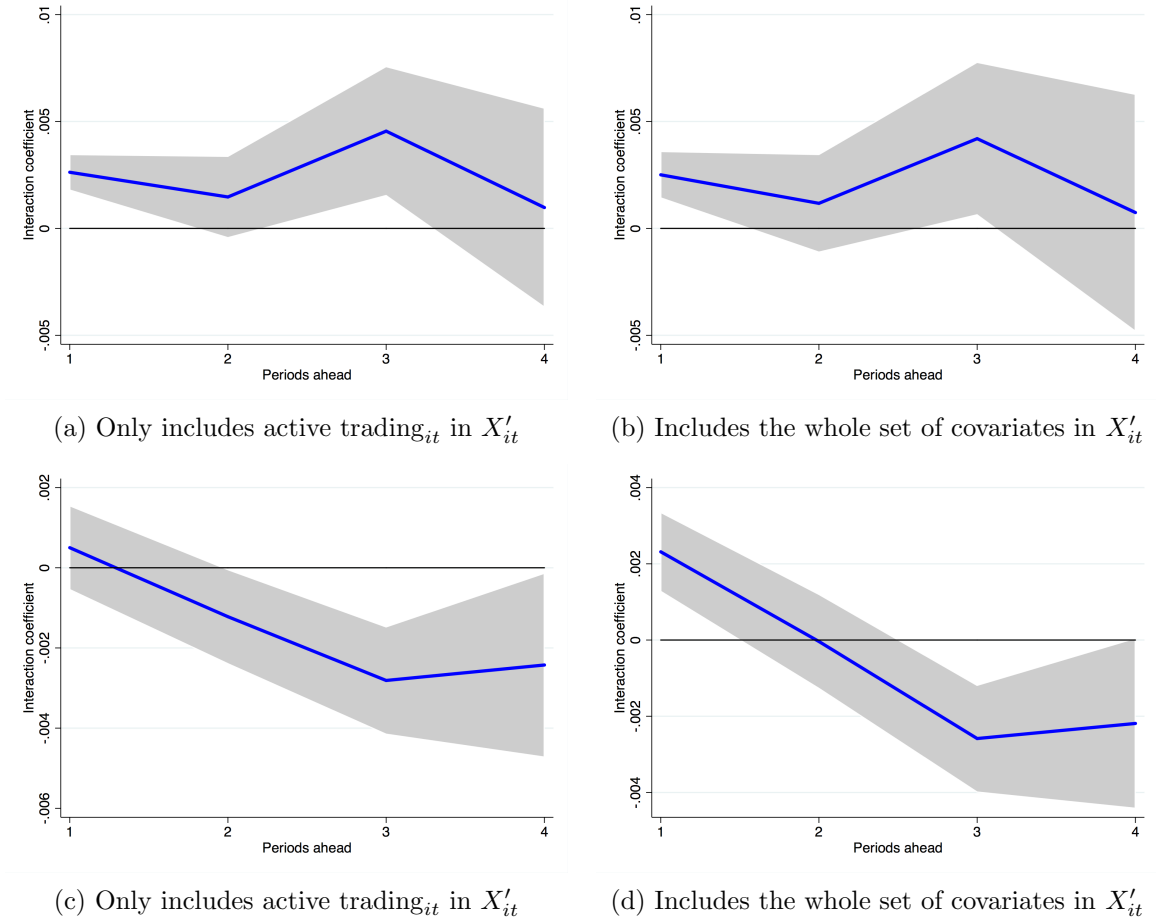 .01 .01
.005 .005
Interaction coefficient Interaction coefficient
0 0
-.005 -.005
1 2 3 4 1 2 3 4
Periods ahead Periods ahead
(a) Only includes active trading_{it} in X'_{it} (b) Includes the whole set of covariates in X'_{it}
.002 .004
0 .002
Interaction coefficient Interaction coefficient
-.002 0
-.004 -.002
-.006 -.004
1 2 3 4 1 2 3 4
Periods ahead Periods ahead
(c) Only includes active trading_{it} in X'_{it} (d) Includes the whole set of covariates in X'_{it}